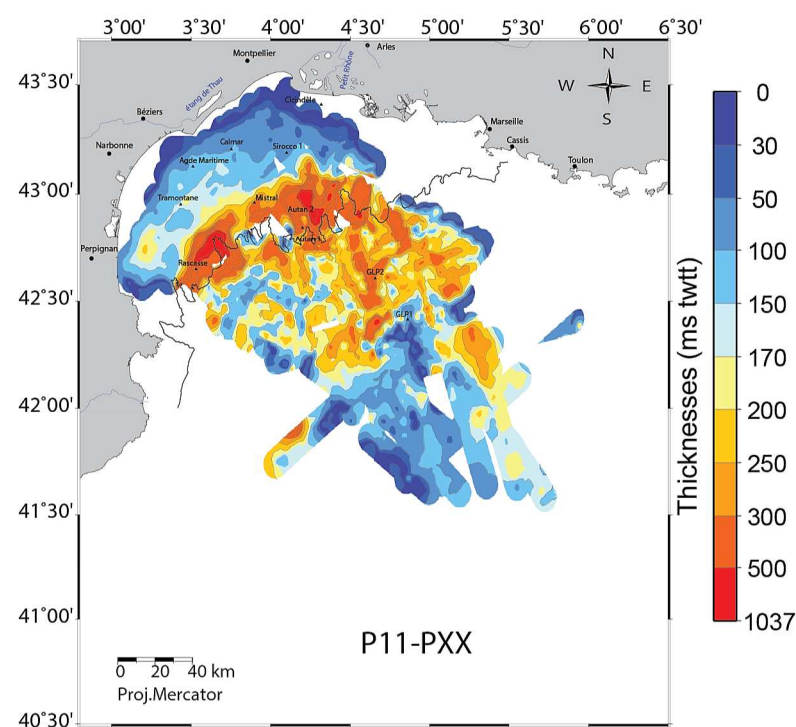 3°00' 3°30' 4°00' 4°30' 5°00' 5°30' 6°00' 6°30'
Arles
Montpellier
N
43°30'
Petit Rhône
W E
étang de Thau
Cicindèle
0
S
Béziers
Marseille
30
Narbonne
Calmar
Sirocco 1
Cassis
Agde Maritime
Toulon
50
43°00'
Tramontane
Mistral
Autan 2
100
Autan 1
Perpignan
Rascasse
GLP2
150
42°30'
GLP1
170
Thicknesses (ms twtt)
42°00'
200
250
41°30'
300
500
41°00'
1037
P11-PXX
0 20 40 km
Proj.Mercator
40°30'